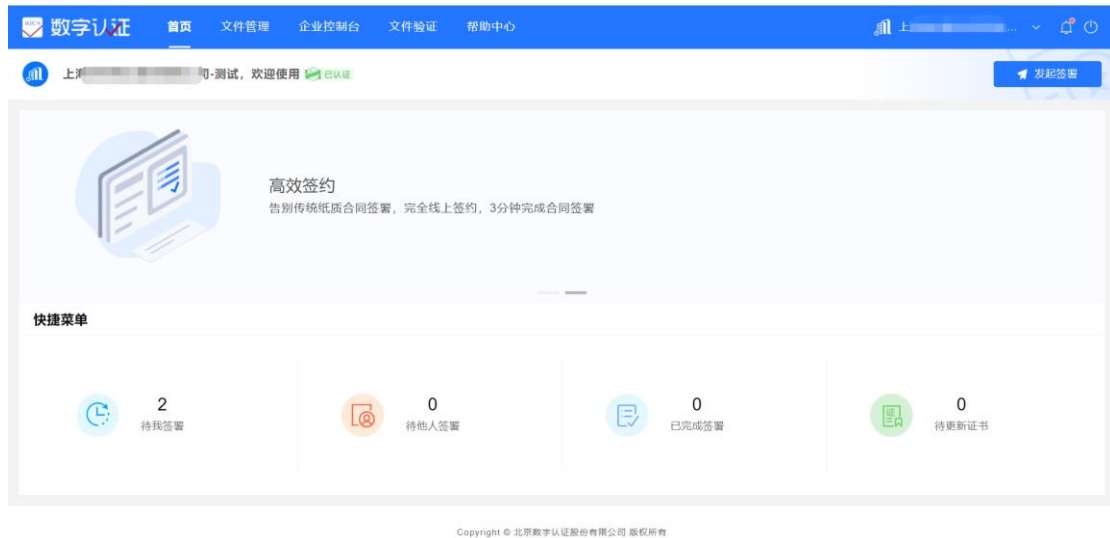 BJCA 数字认证 首页 文件管理 企业控制台 文件验证 帮助中心 上 ...
上 司-测试，欢迎使用 已认证 发起签署
高效签约
告别传统纸质合同签署，完全线上签约，3分钟完成合同签署
快捷菜单
2 0 0 0
待我签署 待他人签署 已完成签署 待更新证书
Copyright © 北京数字认证股份有限公司 版权所有